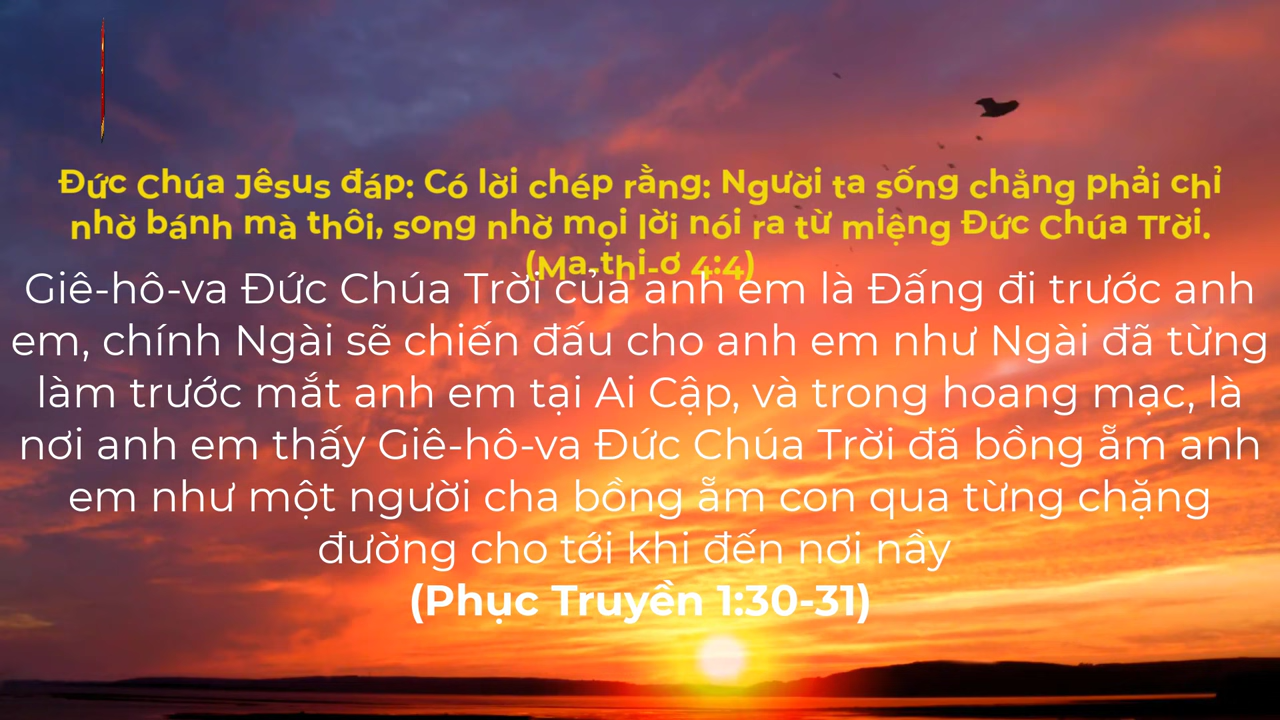 Đức Chúa Jêsus đáp: Có lời chép rằng: Người ta sống chẳng phải chỉ
nhờ bánh mà thôi, song nhờ mọi lời nói ra từ miệng Đức Chúa Trời.
(Ma-thi-ơ 4:4)
Giê-hô-va Đức Chúa Trời của anh em là Đấng đi trước anh
em, chính Ngài sẽ chiến đấu cho anh em như Ngài đã từng
làm trước mắt anh em tại Ai Cập, và trong hoang mạc, là
nơi anh em thấy Giê-hô-va Đức Chúa Trời đã bồng ẵm anh
em như một người cha bồng ẵm con qua từng chặng
đường cho tới khi đến nơi nầy
(Phục Truyền 1:30-31)